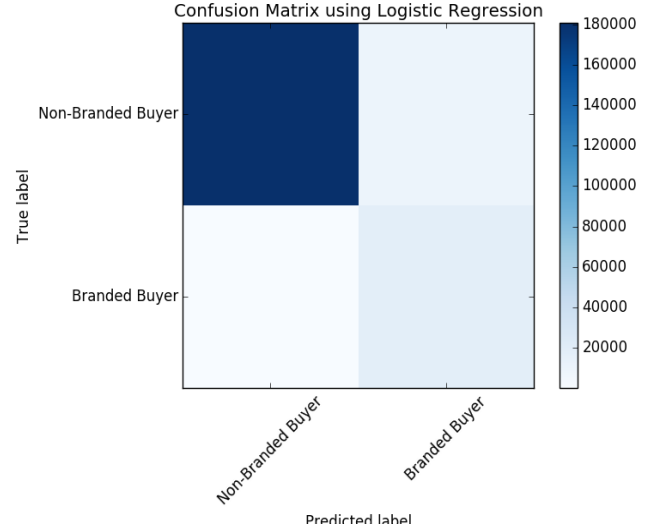 Confusion Matrix using Logistic Regression
180000
160000
140000
120000
100000
80000
60000
40000
20000
Non-Branded Buyer
Branded Buyer
True label
Non-Branded Buyer
Branded Buyer
Predicted label